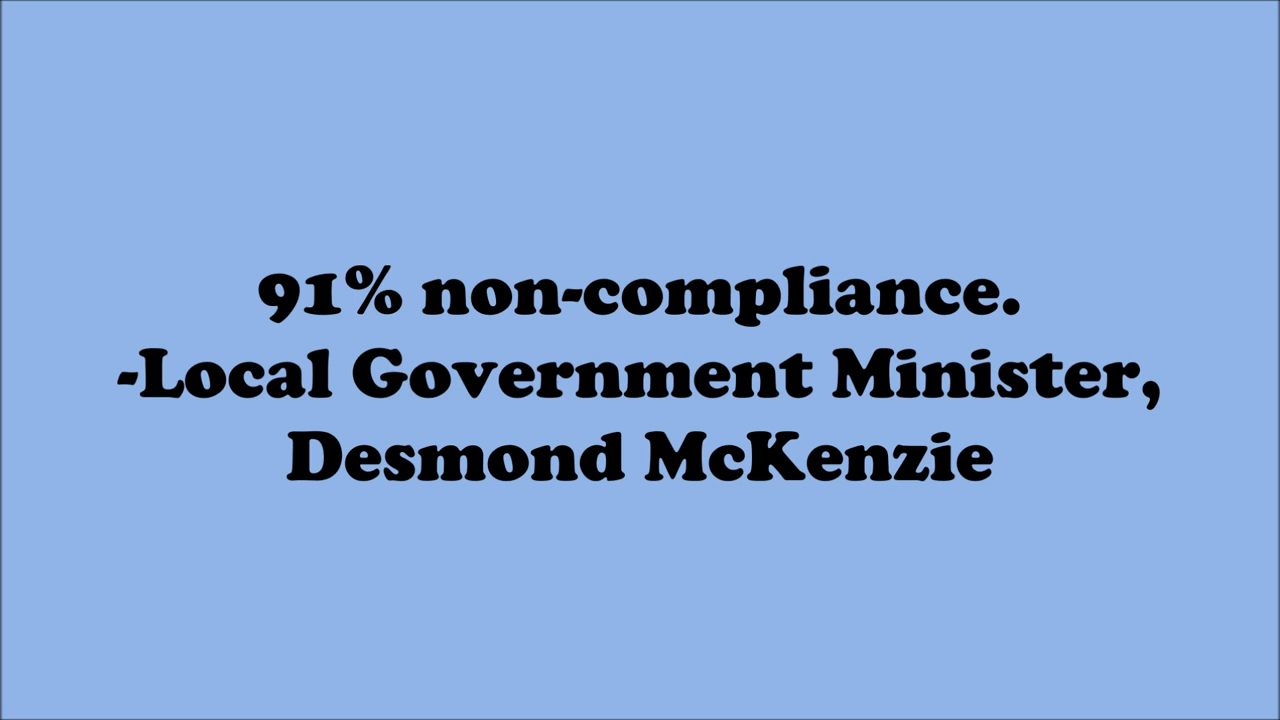 91% non-compliance.
-Local Government Minister,
Desmond McKenzie